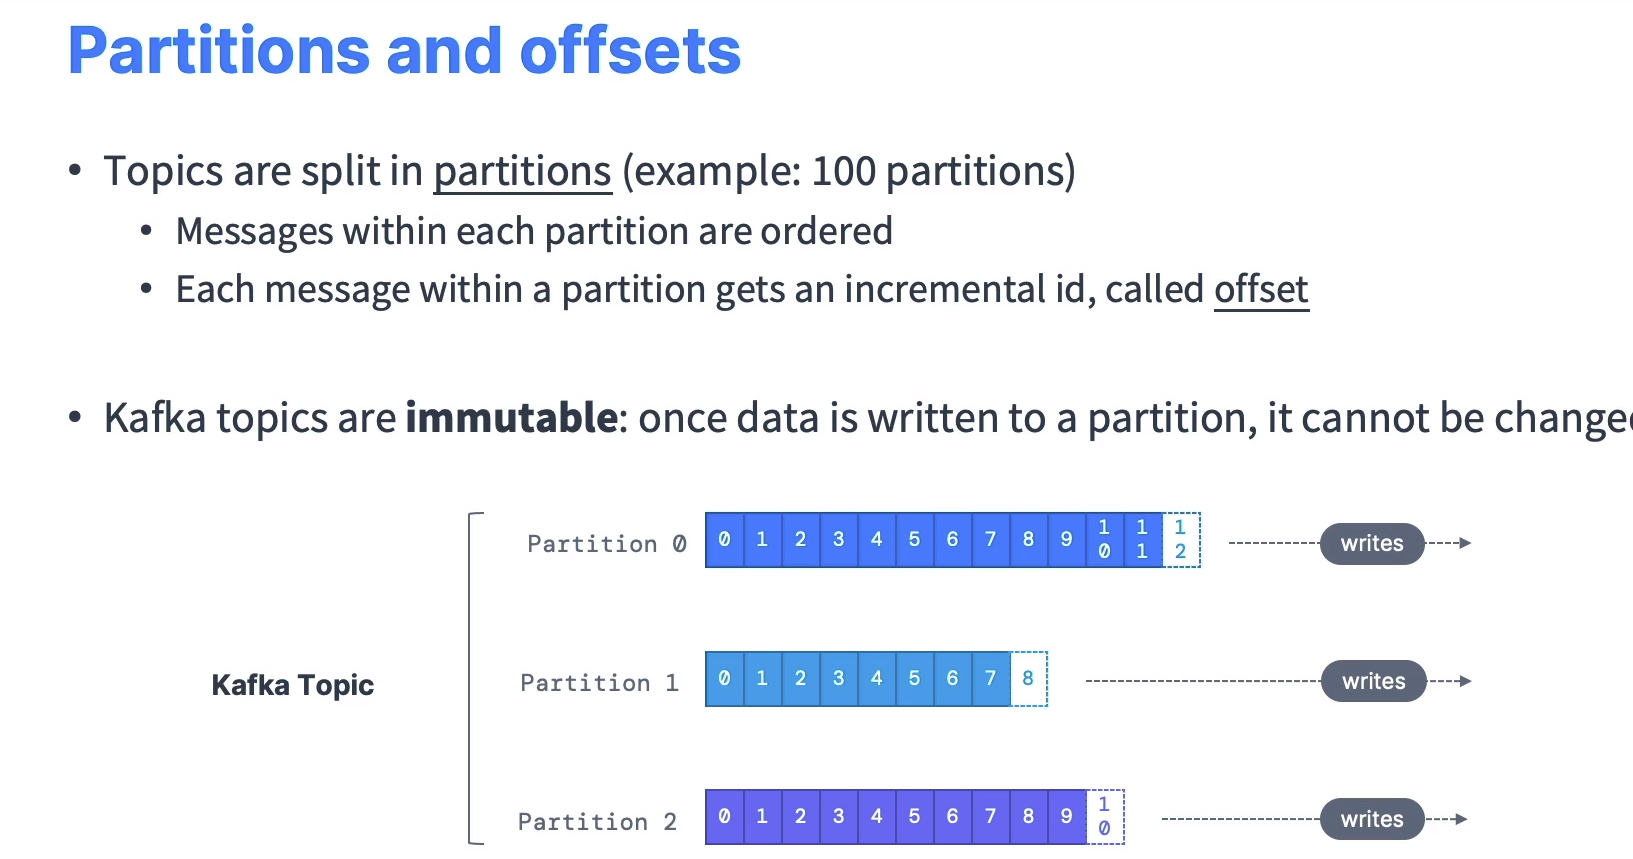 Partitions and offsets
• Topics are split in partitions (example: 100 partitions)
• Messages within each partition are ordered
• Each message within a partition gets an incremental id, called offset
• Kafka topics are immutable: once data is written to a partition, it cannot be change
Partition 0 0 1 2 3 4 5 6 7 8 9 10 11 12 writes
Kafka Topic
Partition 1 0 1 2 3 4 5 6 7 8 writes
Partition 2 0 1 2 3 4 5 6 7 8 9 10 writes